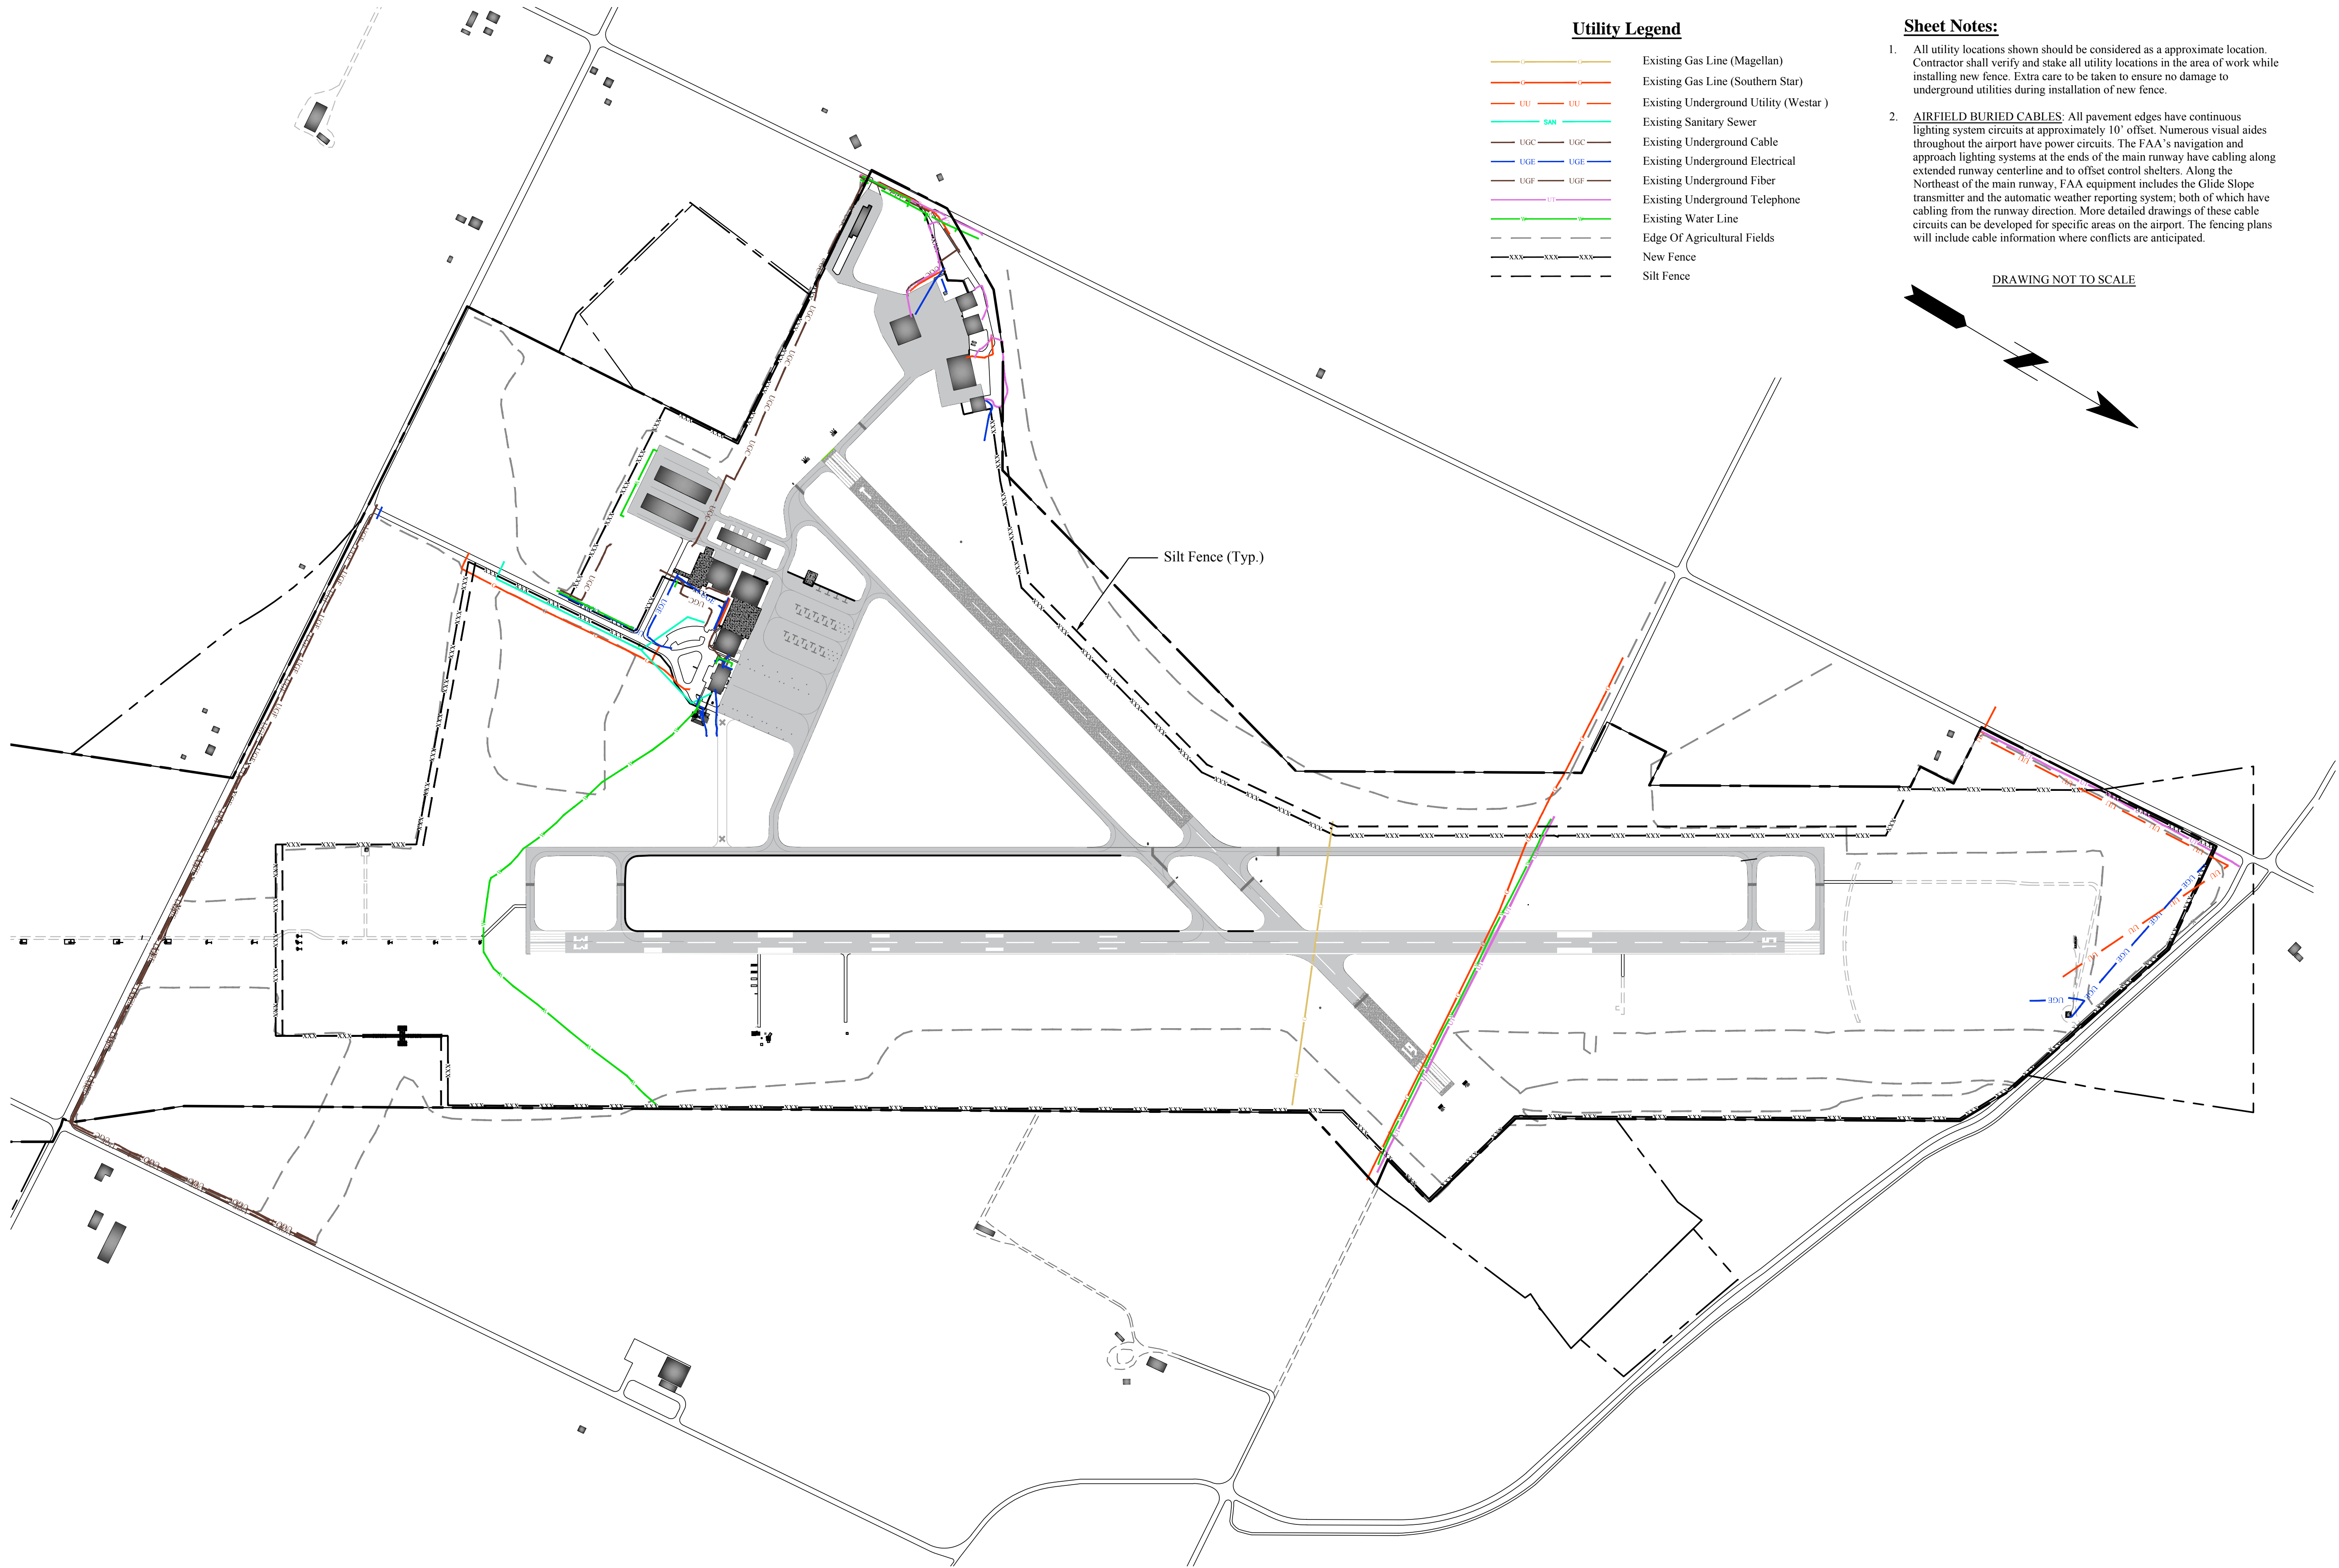 Utility Legend
Existing Gas Line (Magellan)
Existing Gas Line (Southern Star)
UU UU Existing Underground Utility (Westar )
SAN Existing Sanitary Sewer
UGC UGC Existing Underground Cable
UGE UGE Existing Underground Electrical
UGF UGF Existing Underground Fiber
UT Existing Underground Telephone
W W Existing Water Line
Edge Of Agricultural Fields
XXX XXX XXX New Fence
Silt Fence
Sheet Notes:
1. All utility locations shown should be considered as a approximate location.
Contractor shall verify and stake all utility locations in the area of work while
installing new fence. Extra care to be taken to ensure no damage to
underground utilities during installation of new fence.
2. AIRFIELD BURIED CABLES: All pavement edges have continuous
lighting system circuits at approximately 10’ offset. Numerous visual aides
throughout the airport have power circuits. The FAA’s navigation and
approach lighting systems at the ends of the main runway have cabling along
extended runway centerline and to offset control shelters. Along the
Northeast of the main runway, FAA equipment includes the Glide Slope
transmitter and the automatic weather reporting system; both of which have
cabling from the runway direction. More detailed drawings of these cable
circuits can be developed for specific areas on the airport. The fencing plans
will include cable information where conflicts are anticipated.
DRAWING NOT TO SCALE
Silt Fence (Typ.)
33
15